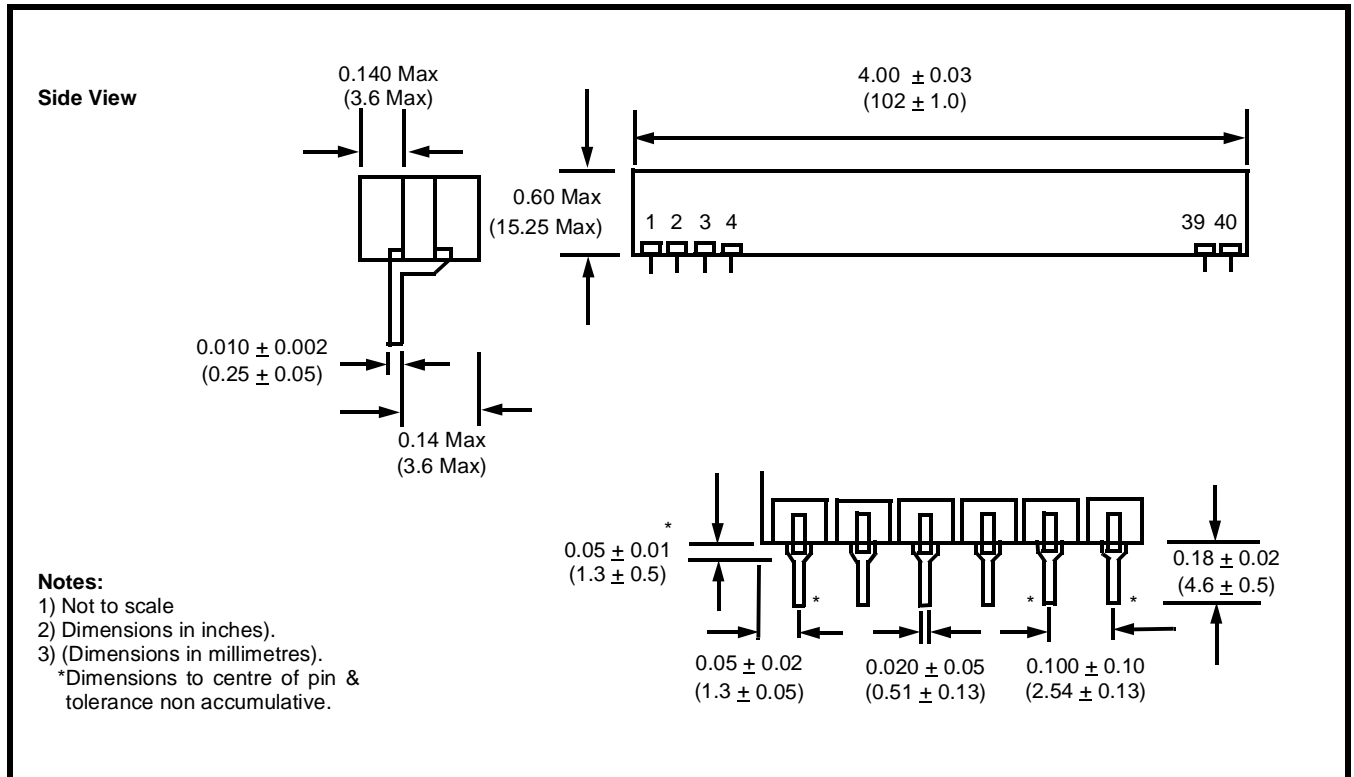 Side View
0.140 Max
(3.6 Max)
4.00 ± 0.03
(102 ± 1.0)
0.60 Max
(15.25 Max)
1 2 3 4
39 40
0.010 ± 0.002
(0.25 ± 0.05)
0.14 Max
(3.6 Max)
*
0.05 ± 0.01
(1.3 ± 0.5)
0.18 ± 0.02
(4.6 ± 0.5)
* * *
0.05 ± 0.02
(1.3 ± 0.05)
0.020 ± 0.05
(0.51 ± 0.13)
0.100 ± 0.10
(2.54 ± 0.13)
Notes:
1) Not to scale
2) Dimensions in inches).
3) (Dimensions in millimetres).
*Dimensions to centre of pin &
tolerance non accumulative.